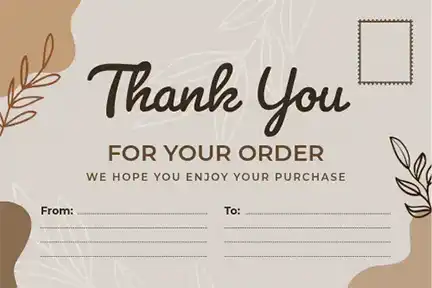 Thank You
FOR YOUR ORDER
WE HOPE YOU ENJOY YOUR PURCHASE
From:
To: